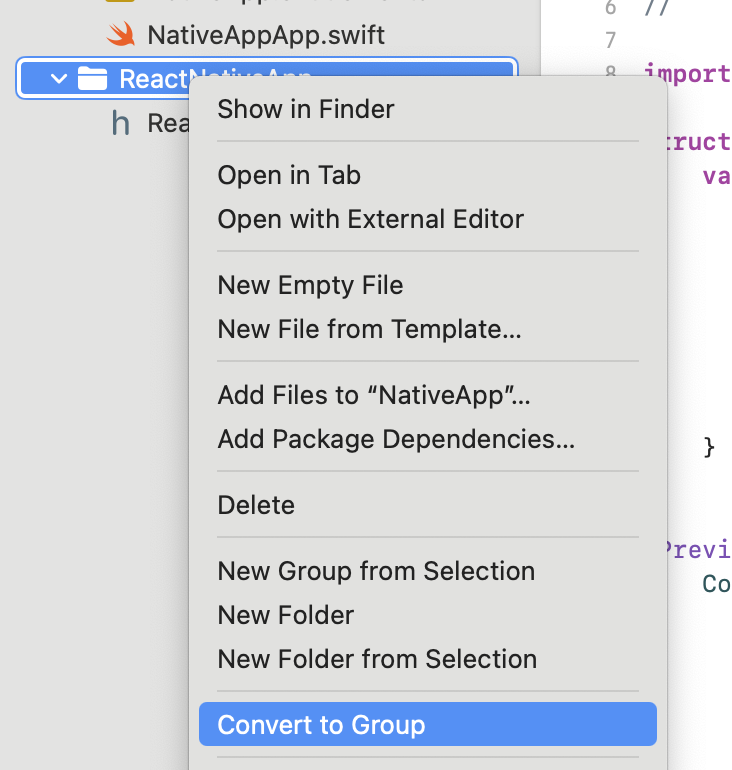 6 //
NativeAppApp.swift
7
ReactNativeApp
8 import
Show in Finder
h Rea
truct
Open in Tab
va
Open with External Editor
New Empty File
New File from Template...
Add Files to “NativeApp”...
Add Package Dependencies...
}
Delete
Previ
New Group from Selection
Co
New Folder
New Folder from Selection
Convert to Group